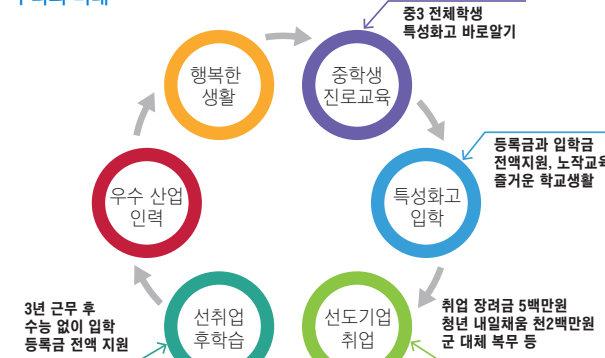 중3 전체학생
특성화고 바로알기
행복한
생활
중학생
진로교육
등록금과 입학금
전액지원, 노작교육
즐거운 학교생활
우수 산업
인력
특성화고
입학
3년 근무 후
수능 없이 입학
등록금 전액 지원
선취업
후학습
선도기업
취업
취업 장려금 5백만원
청년 내일채움 천2백만원
군 대체 복무 등